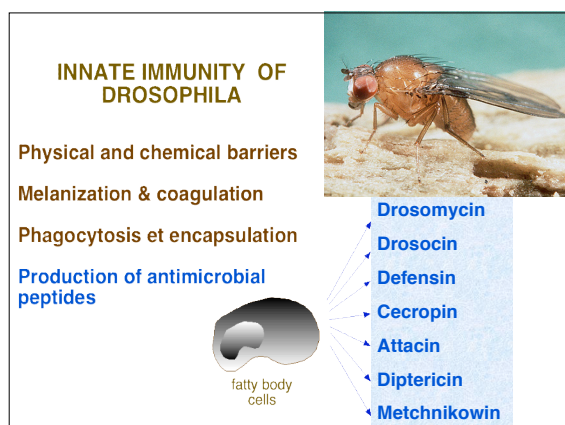 INNATE IMMUNITY OF
DROSOPHILA
Physical and chemical barriers
Melanization & coagulation
Phagocytosis et encapsulation
Production of antimicrobial
peptides
fatty body
cells
Drosomycin
Drosocin
Defensin
Cecropin
Attacin
Diptericin
Metchnikowin